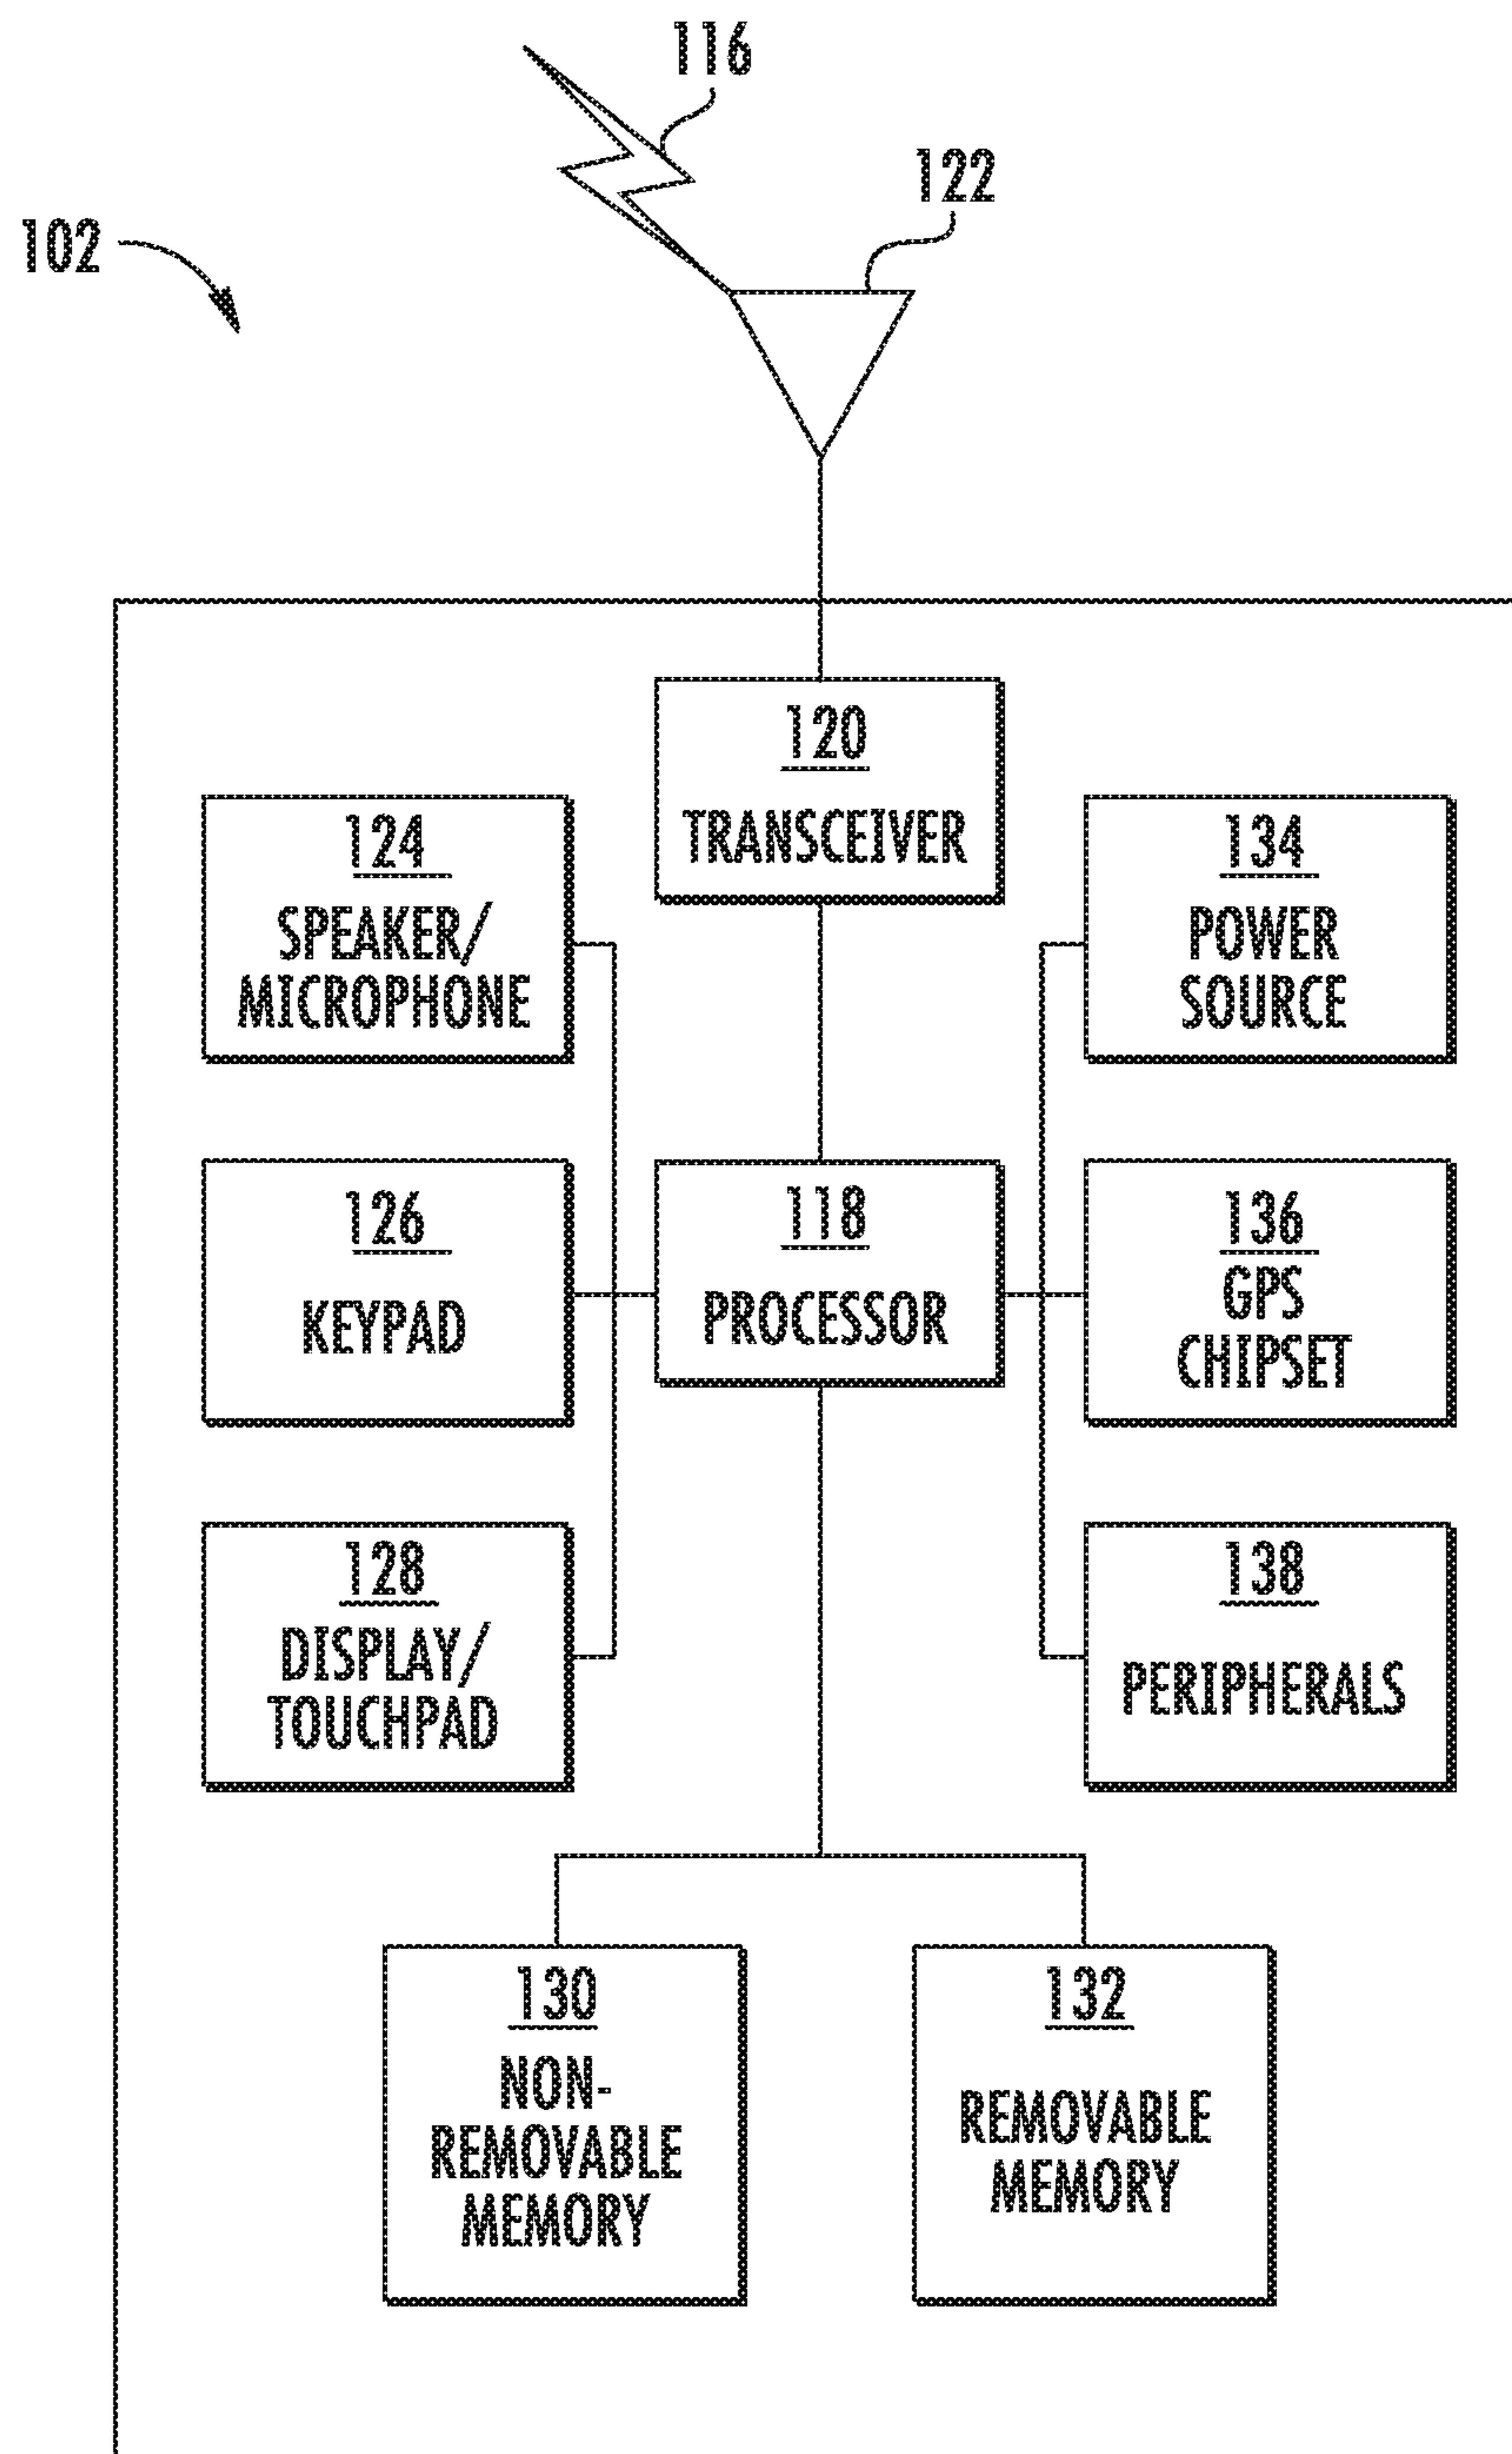 116
122
102
120
TRANSCEIVER
124
SPEAKER/
MICROPHONE
134
POWER
SOURCE
126
KEYPAD
118
PROCESSOR
136
GPS
CHIPSET
128
DISPLAY/
TOUCHPAD
138
PERIPHERALS
130
NON-
REMOVABLE
MEMORY
132
REMOVABLE
MEMORY